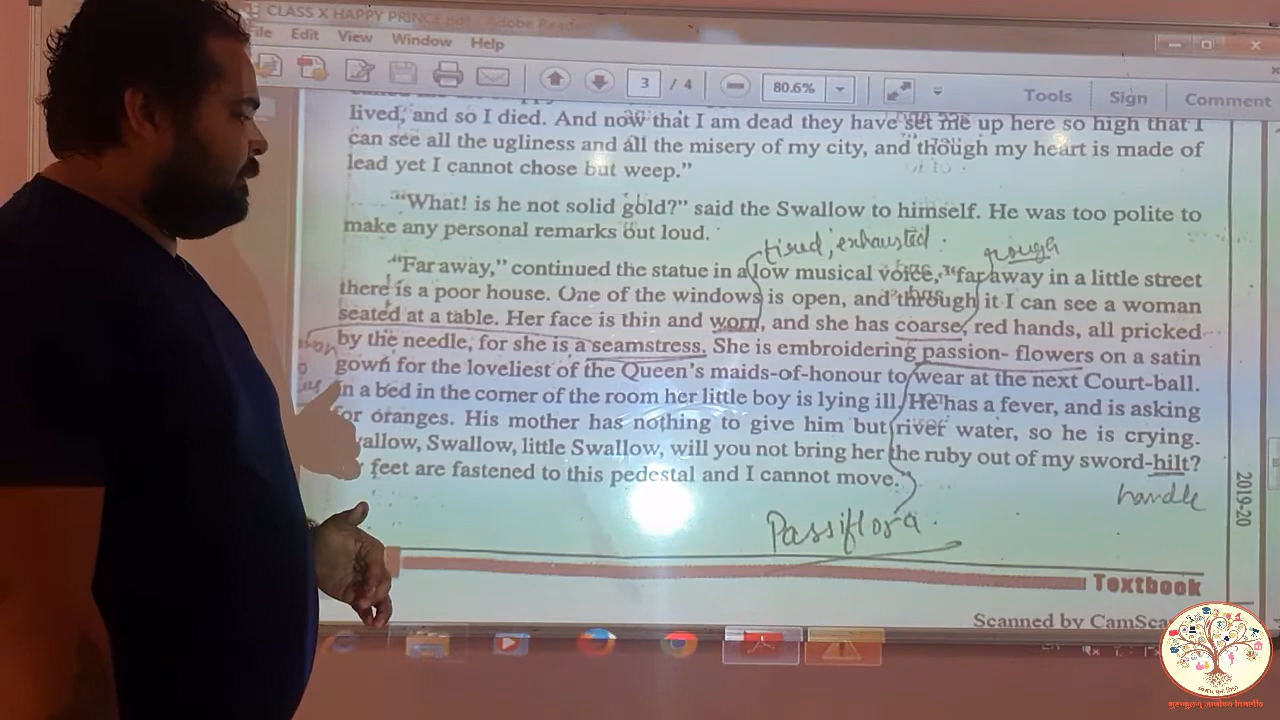 CLASS X HAPPY PRINCE.pdf - Adobe Reader
File Edit View Window Help
3 / 4 80.6% Tools Sign Comment
lived, and so I died. And now that I am dead they have set me up here so high that I
can see all the ugliness and all the misery of my city, and though my heart is made of
lead yet I cannot chose but weep.”
“What! is he not solid gold?” said the Swallow to himself. He was too polite to
make any personal remarks out loud.
tired, exhausted.
rough
“Far away,” continued the statue in a low musical voice, “far away in a little street
there is a poor house. One of the windows is open, and through it I can see a woman
seated at a table. Her face is thin and worn, and she has coarse, red hands, all pricked
by the needle, for she is a seamstress. She is embroidering passion- flowers on a satin
gown for the loveliest of the Queen’s maids-of-honour to wear at the next Court-ball.
In a bed in the corner of the room her little boy is lying ill. He has a fever, and is asking
for oranges. His mother has nothing to give him but river water, so he is crying.
wallow, Swallow, little Swallow, will you not bring her the ruby out of my sword-hilt?
feet are fastened to this pedestal and I cannot move.”
handle
Passiflora.
2019-20
Textbook
Scanned by CamSca